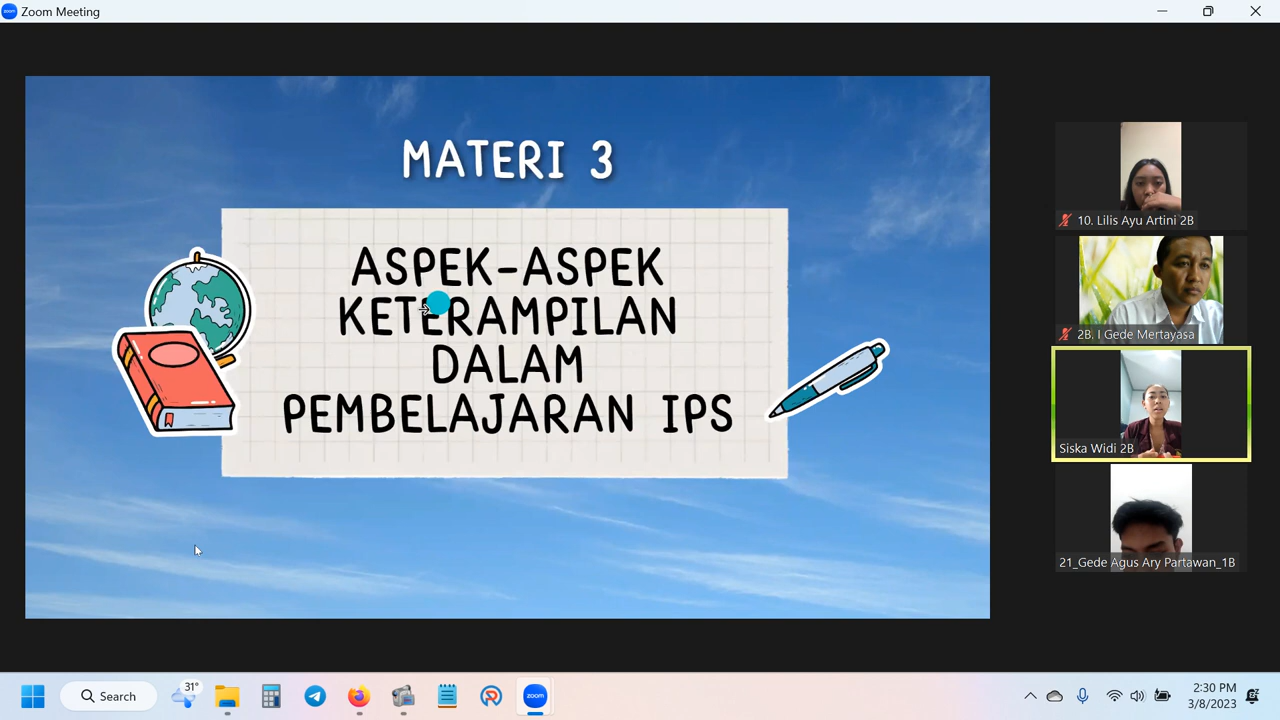 Zoom Meeting
MATERI 3
ASPEK-ASPEK
KETERAMPILAN
DALAM
PEMBELAJARAN IPS
10. Lilis Ayu Artini 2B
2B. I Gede Mertayasa
Siska Widi 2B
21_Gede Agus Ary Partawan_1B
31°
Search
zoom
2:30 PM
3/8/2023